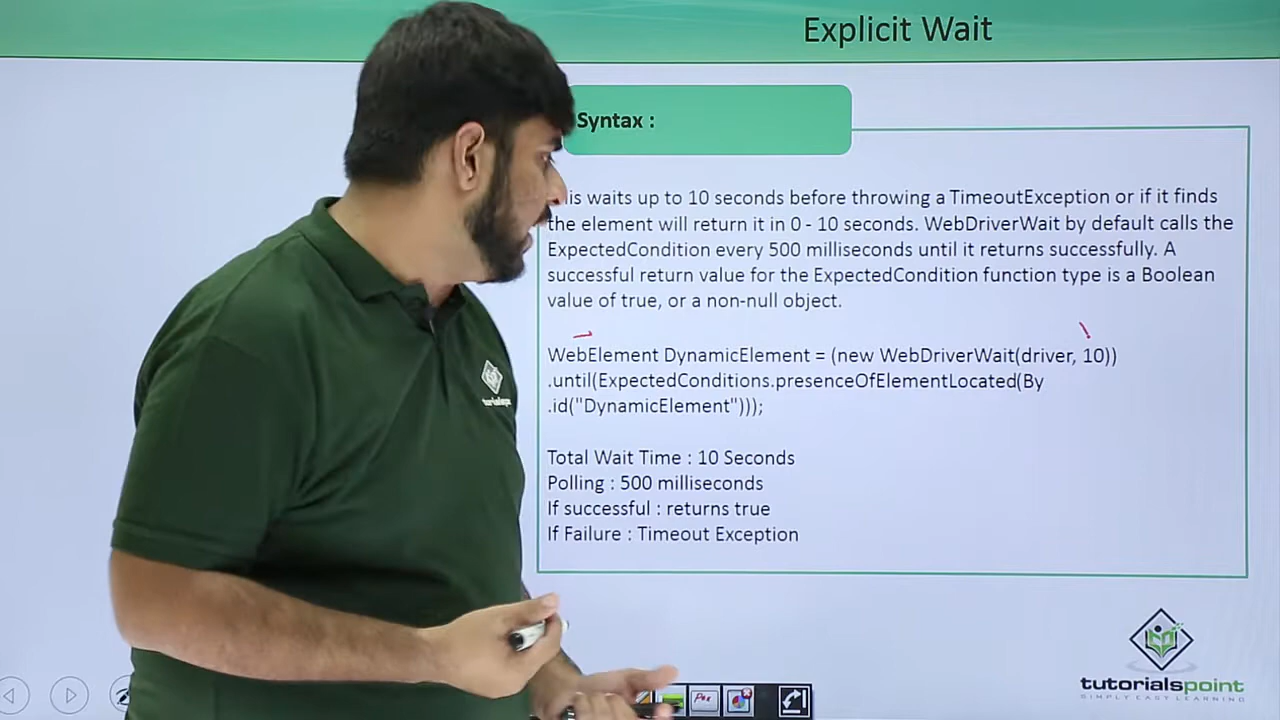 Explicit Wait
Syntax :
is waits up to 10 seconds before throwing a TimeoutException or if it finds
the element will return it in 0 - 10 seconds. WebDriverWait by default calls the
ExpectedCondition every 500 milliseconds until it returns successfully. A
successful return value for the ExpectedCondition function type is a Boolean
value of true, or a non-null object.
WebElement DynamicElement = (new WebDriverWait(driver, 10))
.until(ExpectedConditions.presenceOfElementLocated(By
.id("DynamicElement")));
Total Wait Time : 10 Seconds
Polling : 500 milliseconds
If successful : returns true
If Failure : Timeout Exception
tutorialspoint
SIMPLY EASY LEARNING